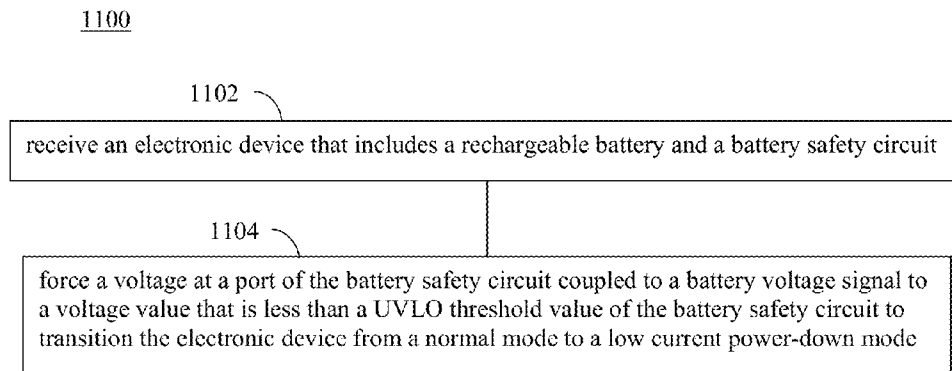 1100
1102
receive an electronic device that includes a rechargeable battery and a battery safety circuit
1104
force a voltage at a port of the battery safety circuit coupled to a battery voltage signal to
a voltage value that is less than a UVLO threshold value of the battery safety circuit to
transition the electronic device from a normal mode to a low current power-down mode